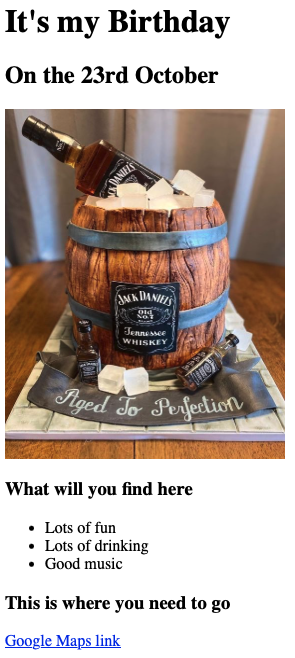 It's my Birthday
On the 23rd October
JACK DANIEL'S
JACK DANIEL'S
Old
No. 7
Tennessee
WHISKEY
Aged To Perfection
What will you find here
Lots of fun
Lots of drinking
Good music
This is where you need to go
Google Maps link